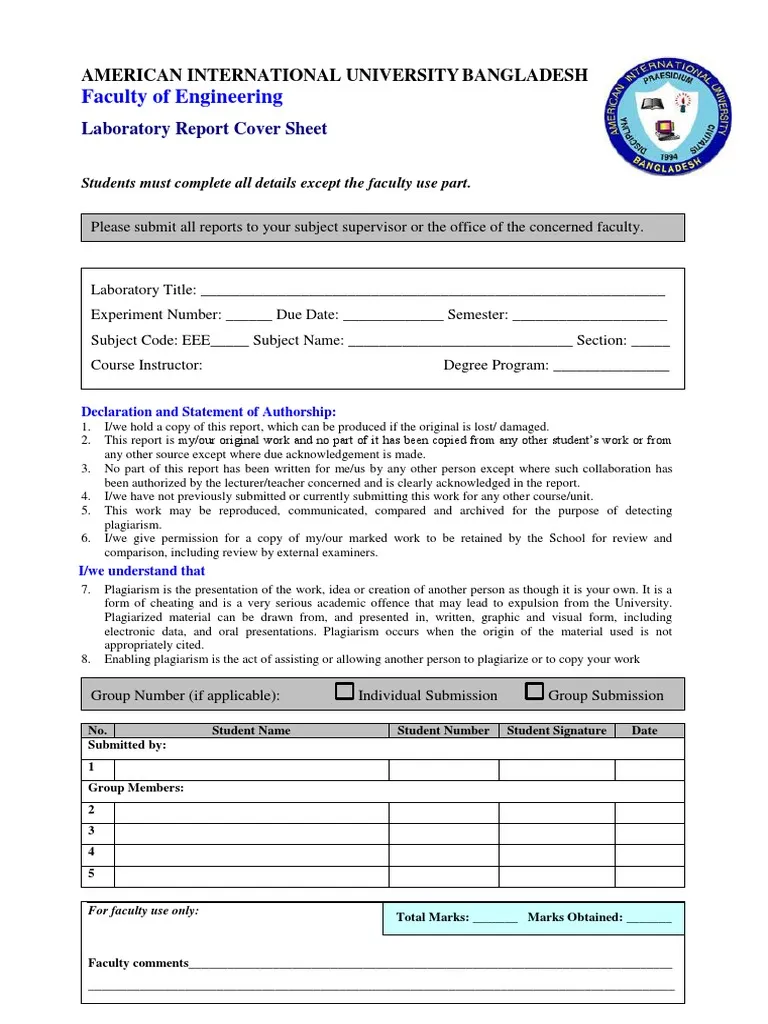 AMERICAN INTERNATIONAL UNIVERSITY BANGLADESH
Faculty of Engineering
Laboratory Report Cover Sheet
AMERICAN INTERNATIONAL UNIVERSITY
PRAESIDIUM
DISCIPLINA
CIVITATIS
1994
BANGLADESH
Students must complete all details except the faculty use part.
Please submit all reports to your subject supervisor or the office of the concerned faculty.
Laboratory Title: ____________________________________________________________
Experiment Number: ______ Due Date: _____________ Semester: ____________________
Subject Code: EEE_____ Subject Name: _____________________________ Section: _____
Course Instructor: Degree Program: _______________
Declaration and Statement of Authorship:
1. I/we hold a copy of this report, which can be produced if the original is lost/ damaged.
2. This report is my/our original work and no part of it has been copied from any other student's work or from
any other source except where due acknowledgement is made.
3. No part of this report has been written for me/us by any other person except where such collaboration has
been authorized by the lecturer/teacher concerned and is clearly acknowledged in the report.
4. I/we have not previously submitted or currently submitting this work for any other course/unit.
5. This work may be reproduced, communicated, compared and archived for the purpose of detecting
plagiarism.
6. I/we give permission for a copy of my/our marked work to be retained by the School for review and
comparison, including review by external examiners.
I/we understand that
7. Plagiarism is the presentation of the work, idea or creation of another person as though it is your own. It is a
form of cheating and is a very serious academic offence that may lead to expulsion from the University.
Plagiarized material can be drawn from, and presented in, written, graphic and visual form, including
electronic data, and oral presentations. Plagiarism occurs when the origin of the material used is not
appropriately cited.
8. Enabling plagiarism is the act of assisting or allowing another person to plagiarize or to copy your work
Group Number (if applicable): Individual Submission Group Submission
No. Student Name Student Number Student Signature Date
Submitted by:
1
Group Members:
2
3
4
5
For faculty use only:
Total Marks: _______ Marks Obtained: _______
Faculty comments__________________________________________________________________________
__________________________________________________________________________________________